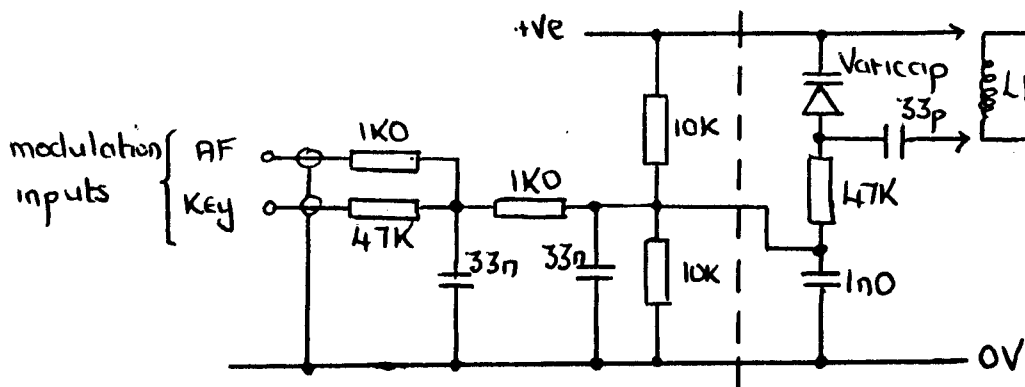 +Ve
Varicap
33p
L1
10K
1K0
modulation
AF
inputs
Key
1K0
47K
47K
33n
33n
10K
1n0
0V